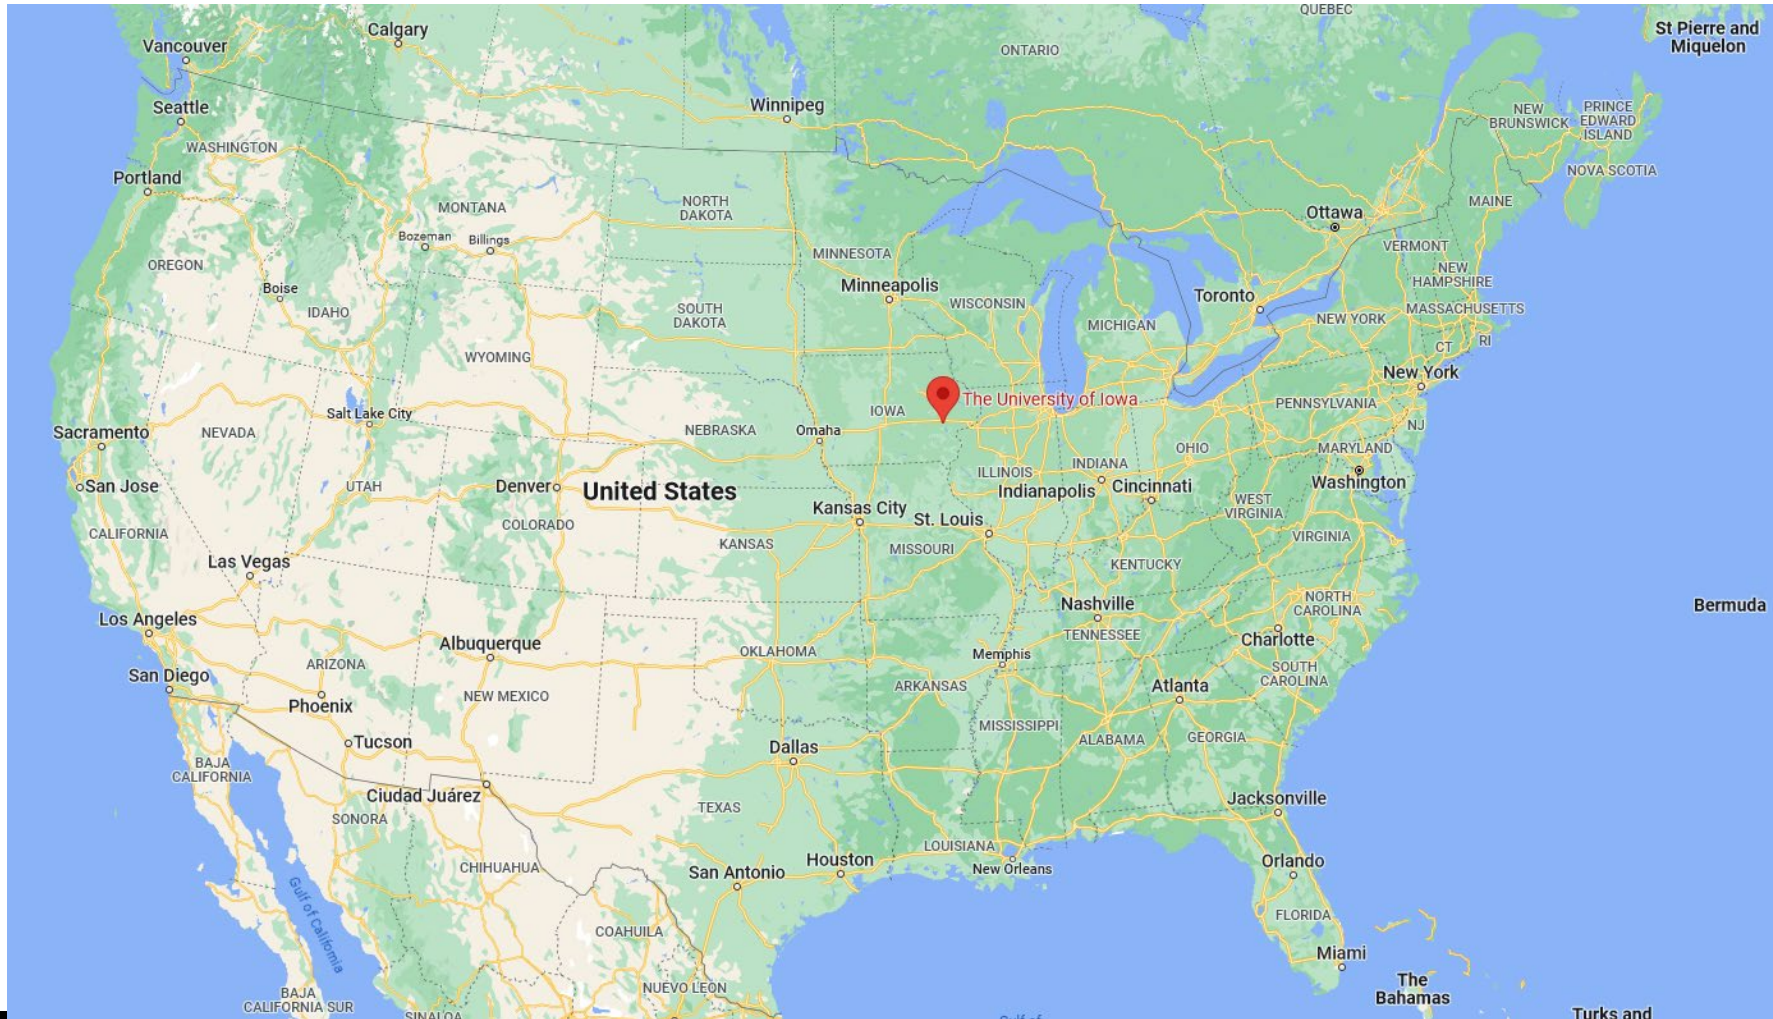 QUEBEC
St Pierre and
Miquelon
Calgary
Vancouver
ONTARIO
Seattle
Winnipeg
NEW
BRUNSWICK
PRINCE
EDWARD
ISLAND
WASHINGTON
NOVA SCOTIA
Portland
MONTANA
NORTH
DAKOTA
MAINE
Ottawa
Bozeman
Billings
MINNESOTA
VERMONT
OREGON
NEW
HAMPSHIRE
Boise
Minneapolis
Toronto
IDAHO
SOUTH
DAKOTA
WISCONSIN
MICHIGAN
NEW YORK
MASSACHUSETTS
CT
RI
WYOMING
New York
The University of Iowa
PENNSYLVANIA
Salt Lake City
IOWA
NJ
Sacramento
NEVADA
NEBRASKA
Omaha
OHIO
MARYLAND
San Jose
UTAH
Denver
United States
ILLINOIS
INDIANA
Indianapolis
Cincinnati
Washington
WEST
VIRGINIA
COLORADO
Kansas City
St. Louis
CALIFORNIA
KANSAS
MISSOURI
VIRGINIA
Las Vegas
KENTUCKY
Los Angeles
Nashville
NORTH
CAROLINA
Bermuda
Albuquerque
OKLAHOMA
TENNESSEE
Charlotte
ARIZONA
Memphis
San Diego
NEW MEXICO
ARKANSAS
Atlanta
SOUTH
CAROLINA
Phoenix
Tucson
Dallas
MISSISSIPPI
ALABAMA
GEORGIA
BAJA
CALIFORNIA
Ciudad Juárez
TEXAS
Jacksonville
SONORA
CHIHUAHUA
LOUISIANA
San Antonio
Houston
New Orleans
Orlando
Gulf of California
COAHUILA
FLORIDA
Miami
BAJA
CALIFORNIA SUR
NUEVO LEON
The
Bahamas
SINALOA
Gulf of
Turks and